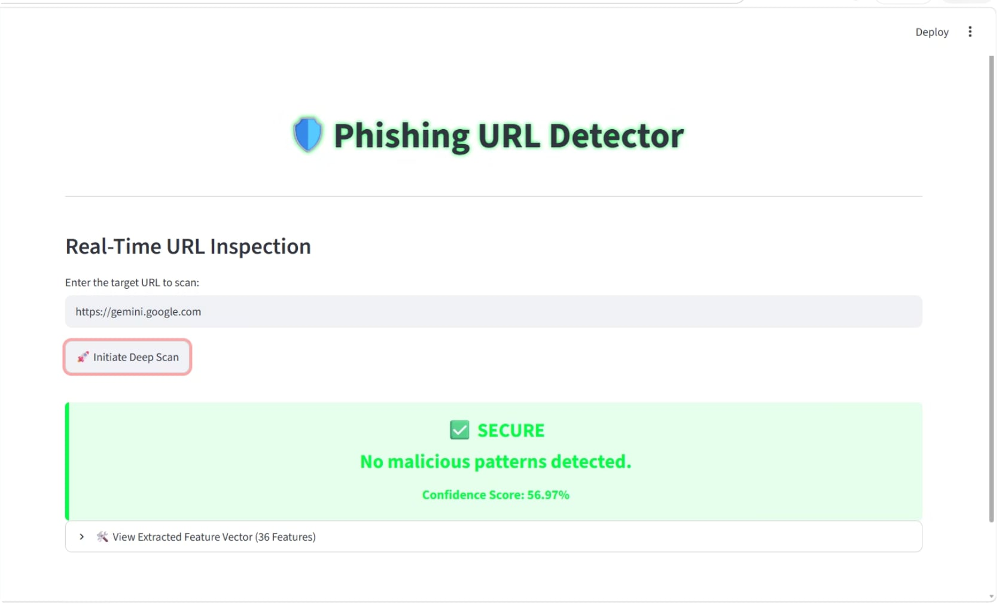 Deploy
Phishing URL Detector
Real-Time URL Inspection
Enter the target URL to scan:
https://gemini.google.com
🚀 Initiate Deep Scan
✅ SECURE
No malicious patterns detected.
Confidence Score: 56.97%
🛠️ View Extracted Feature Vector (36 Features)